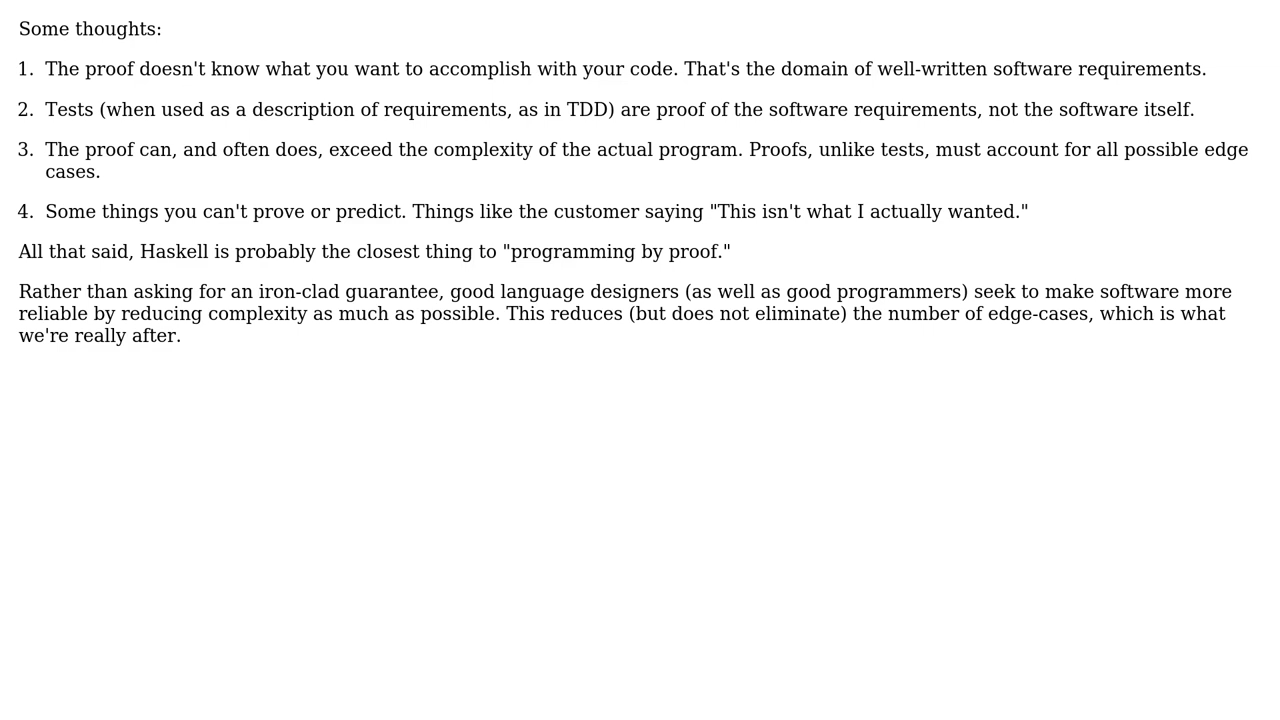 Some thoughts:
1. The proof doesn't know what you want to accomplish with your code. That's the domain of well-written software requirements.
2. Tests (when used as a description of requirements, as in TDD) are proof of the software requirements, not the software itself.
3. The proof can, and often does, exceed the complexity of the actual program. Proofs, unlike tests, must account for all possible edge
cases.
4. Some things you can't prove or predict. Things like the customer saying "This isn't what I actually wanted."
All that said, Haskell is probably the closest thing to "programming by proof."
Rather than asking for an iron-clad guarantee, good language designers (as well as good programmers) seek to make software more
reliable by reducing complexity as much as possible. This reduces (but does not eliminate) the number of edge-cases, which is what
we're really after.